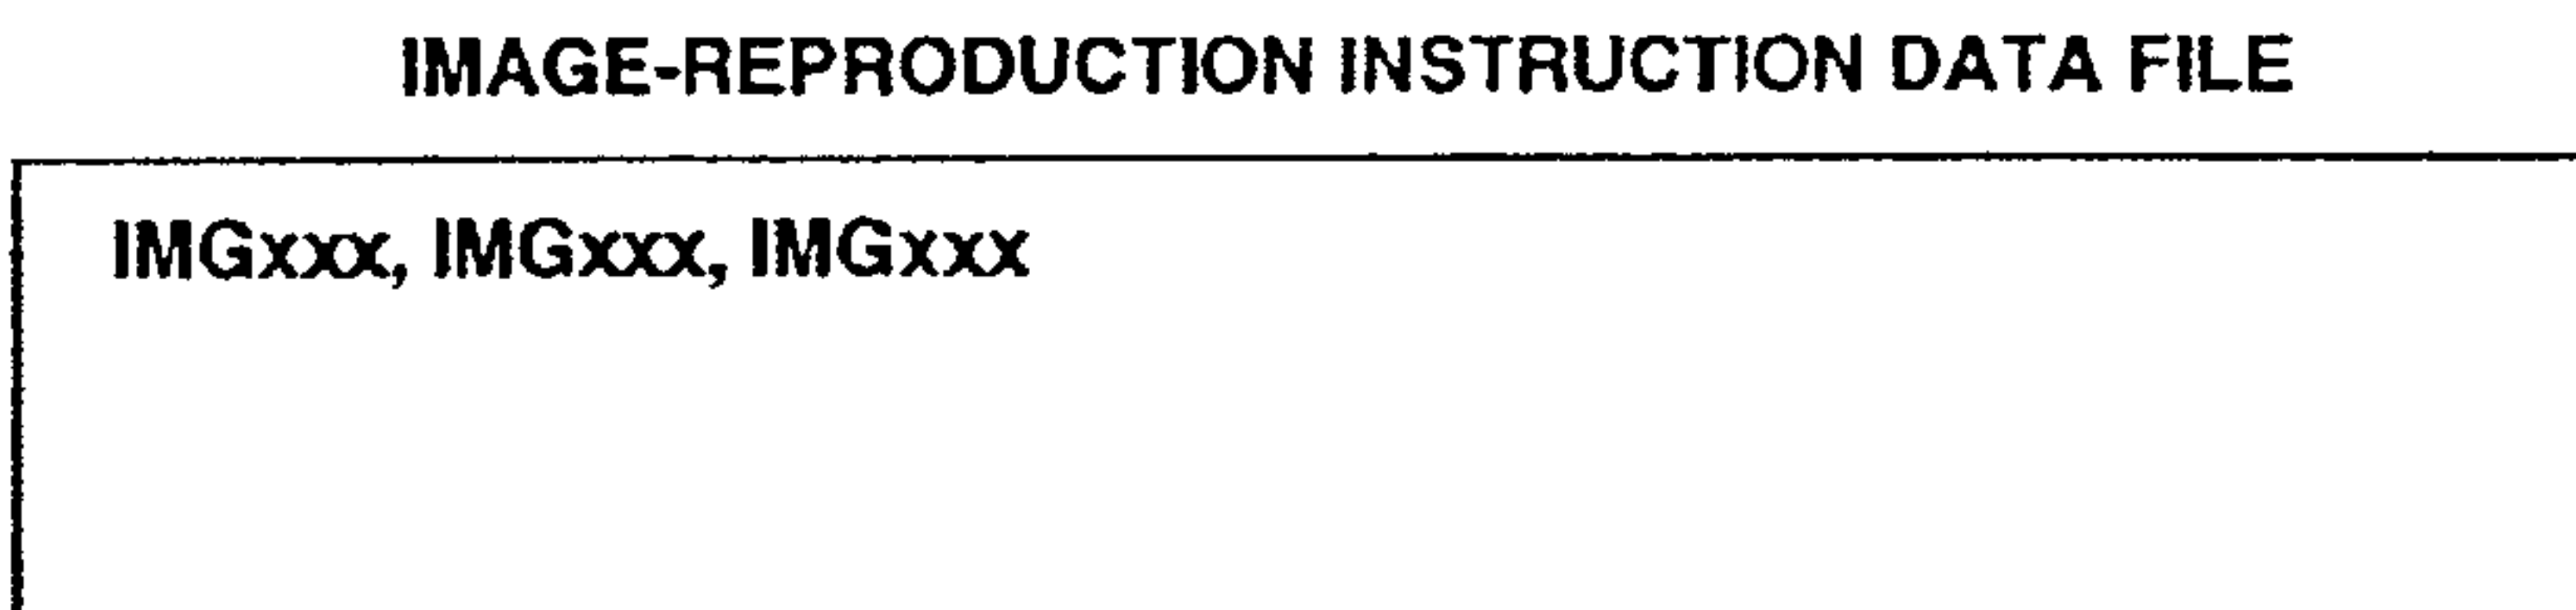 IMAGE-REPRODUCTION INSTRUCTION DATA FILE
IMGxxx, IMGxxx, IMGxxx